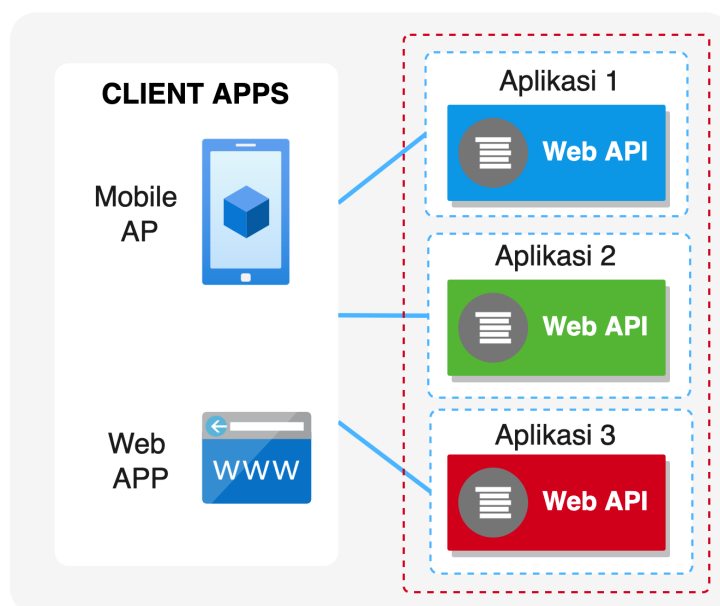 CLIENT APPS
Mobile
AP
Web
APP
WWW
Aplikasi 1
Web API
Aplikasi 2
Web API
Aplikasi 3
Web API